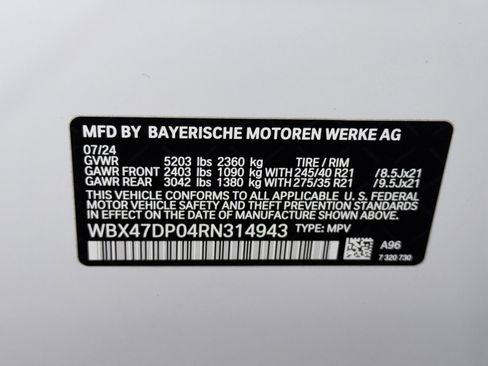 MFD BY BAYERISCHE MOTOREN WERKE AG
07/24
GVWR 5203 lbs 2360 kg TIRE / RIM
GAWR FRONT 2403 lbs 1090 kg WITH 245/40 R21 /8.5Jx21
GAWR REAR 3042 lbs 1380 kg WITH 275/35 R21 /9.5Jx21
THIS VEHICLE CONFORMS TO ALL APPLICABLE U. S. FEDERAL
MOTOR VEHICLE SAFETY AND THEFT PREVENTION STANDARDS
IN EFFECT ON THE DATE OF MANUFACTURE SHOWN ABOVE
WBX47DP04RN314943 TYPE: MPV
A96
7 320 730